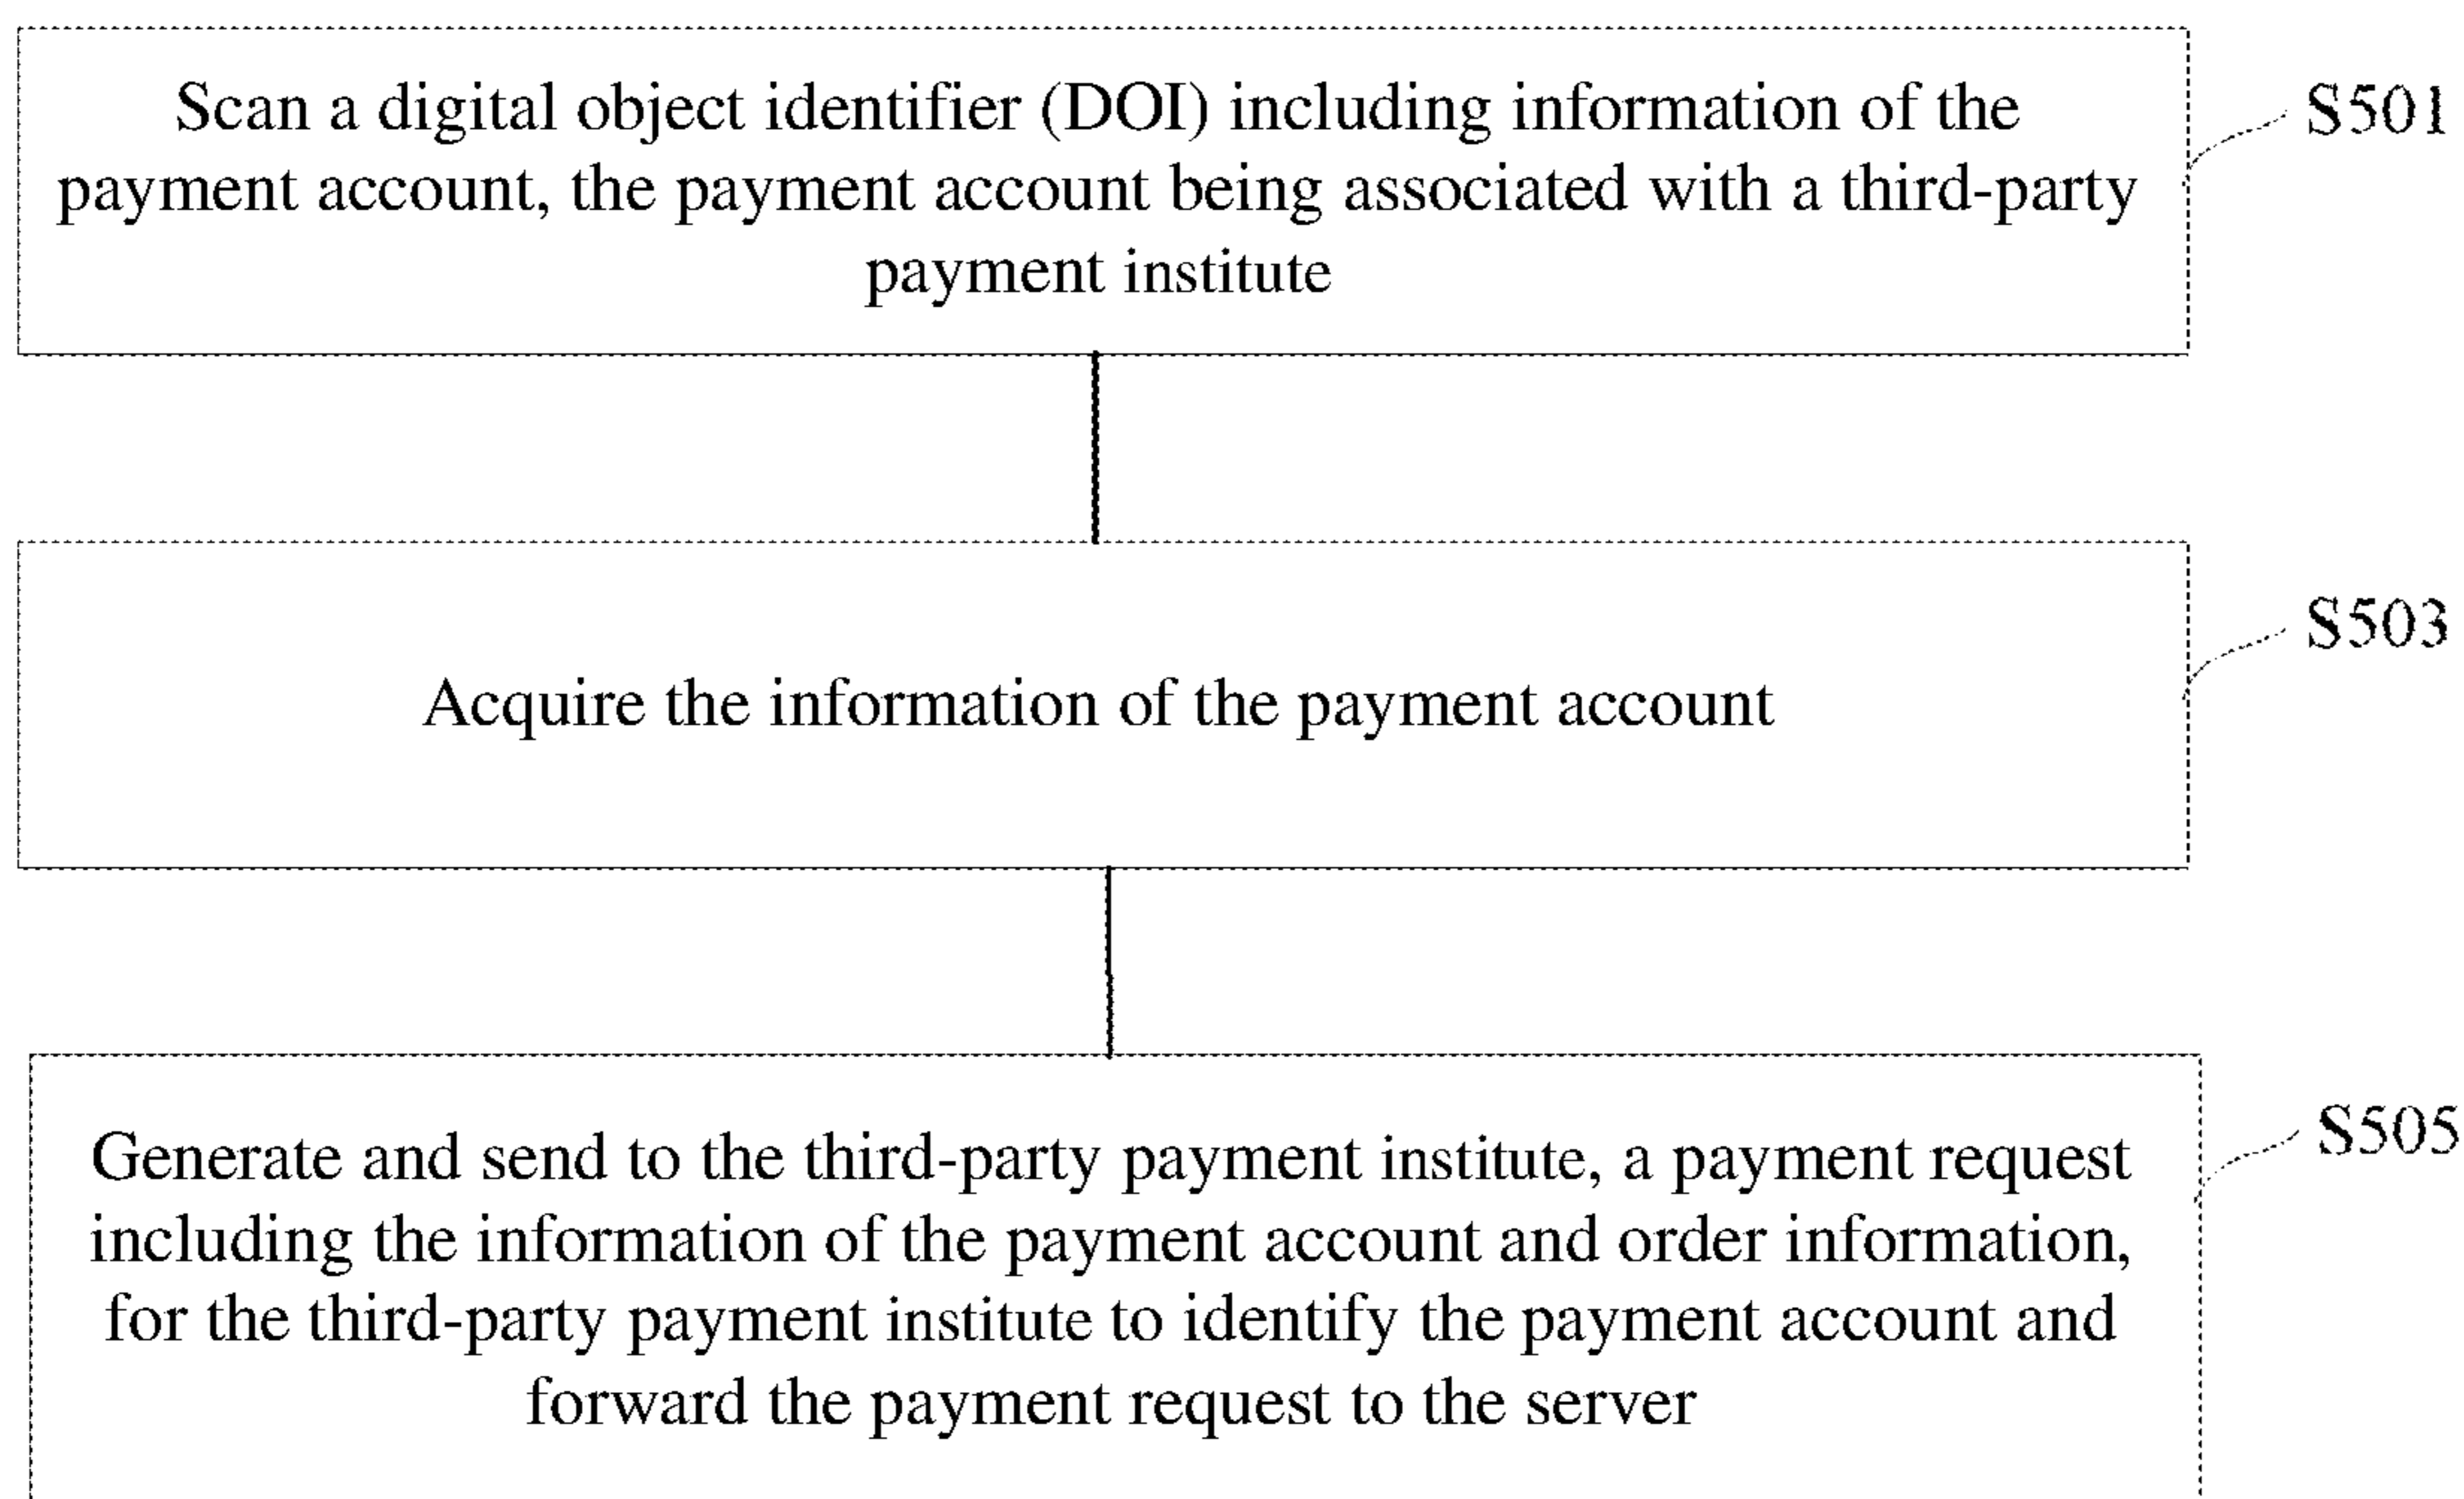 Scan a digital object identifier (DOI) including information of the
payment account, the payment account being associated with a third-party
payment institute
S501
Acquire the information of the payment account
S503
Generate and send to the third-party payment institute, a payment request
including the information of the payment account and order information,
for the third-party payment institute to identify the payment account and
forward the payment request to the server
S505